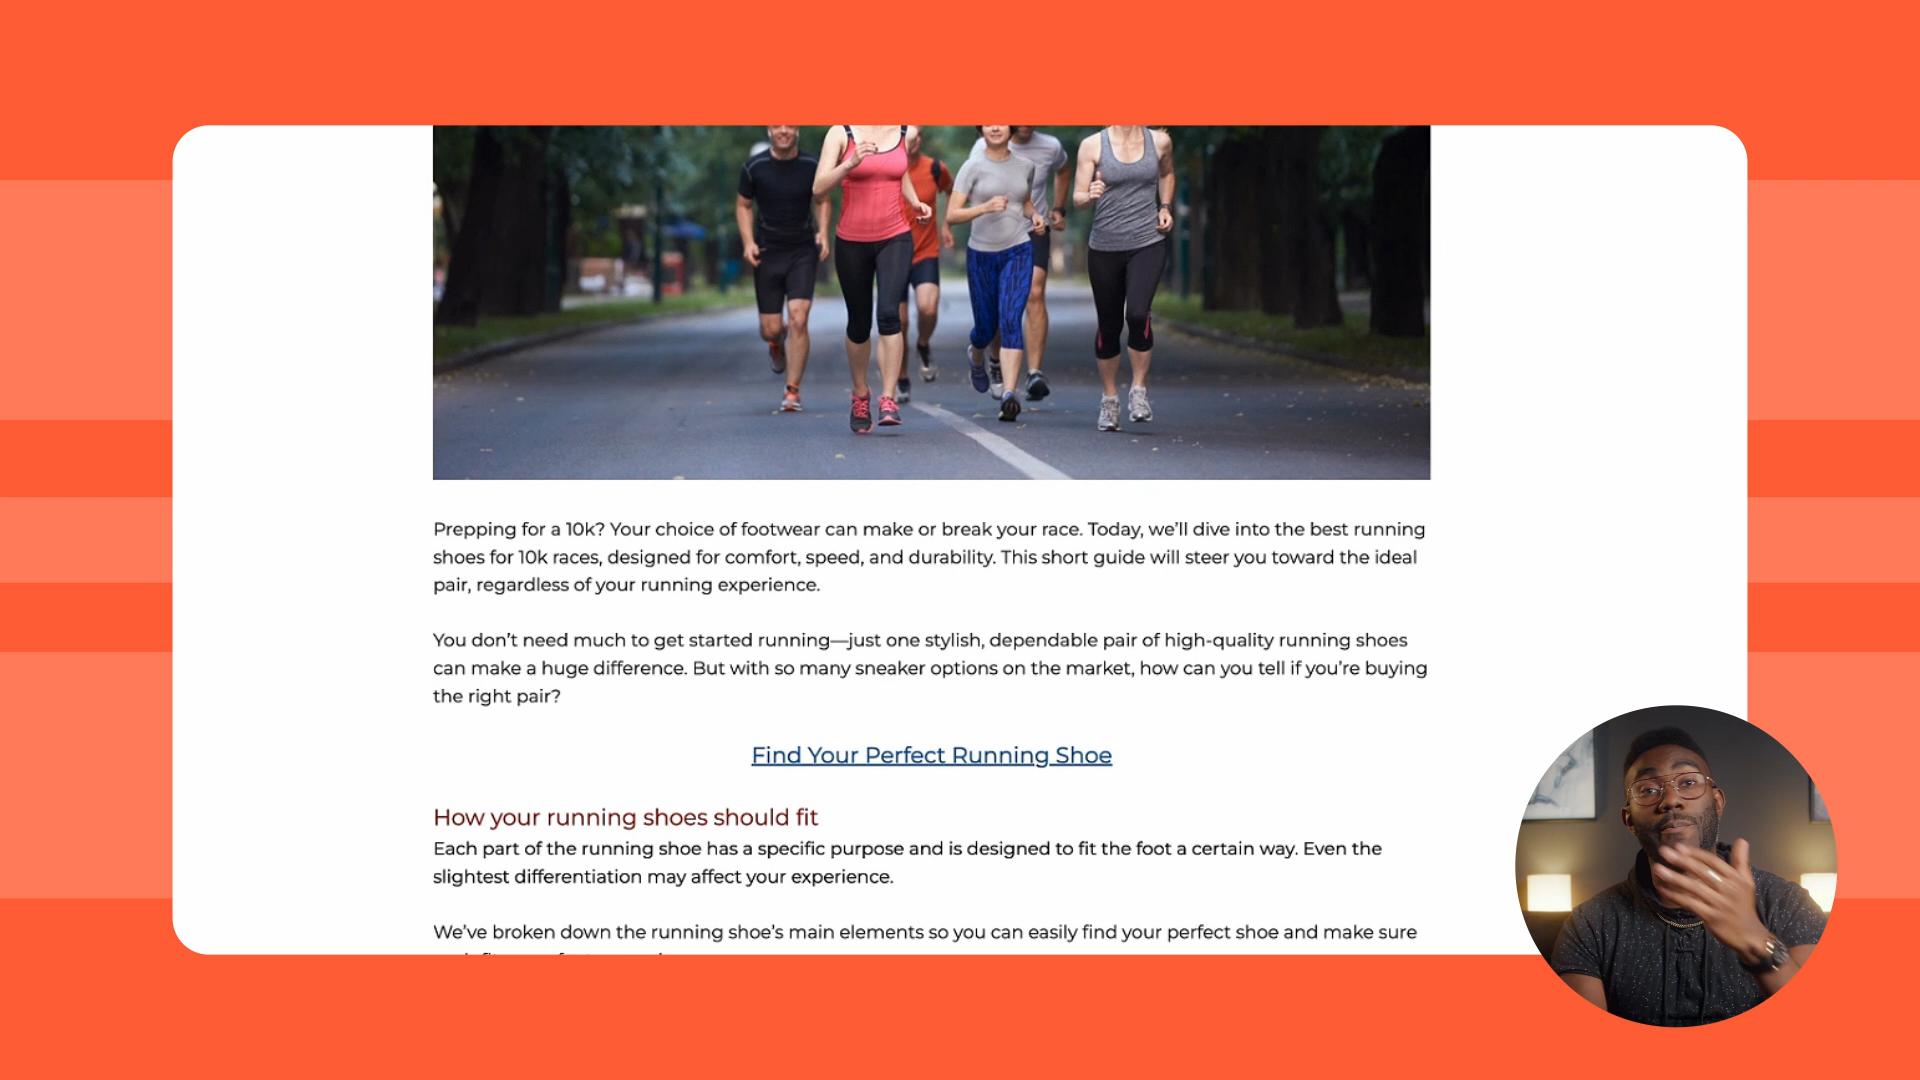 Prepping for a 10k? Your choice of footwear can make or break your race. Today, we’ll dive into the best running
shoes for 10k races, designed for comfort, speed, and durability. This short guide will steer you toward the ideal
pair, regardless of your running experience.
You don’t need much to get started running—just one stylish, dependable pair of high-quality running shoes
can make a huge difference. But with so many sneaker options on the market, how can you tell if you’re buying
the right pair?
Find Your Perfect Running Shoe
How your running shoes should fit
Each part of the running shoe has a specific purpose and is designed to fit the foot a certain way. Even the
slightest differentiation may affect your experience.
We’ve broken down the running shoe’s main elements so you can easily find your perfect shoe and make sure